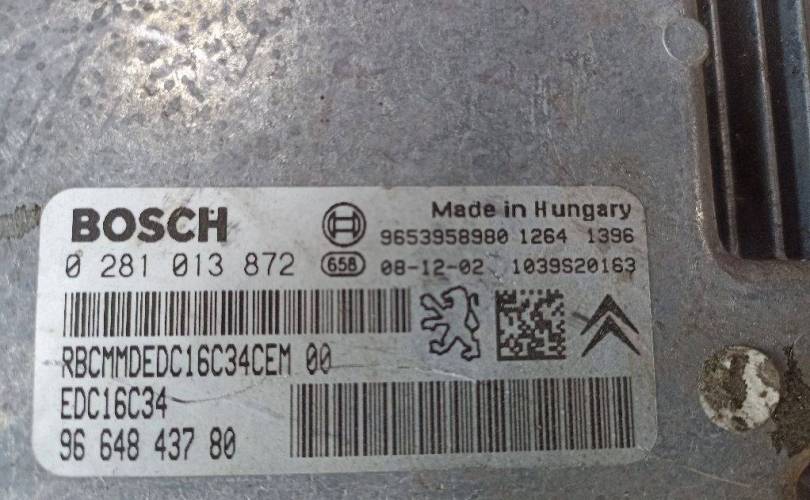 BOSCH
Made in Hungary
9653958980 1264 1396
0 281 013 872
658 08-12-02 1039S20163
RBCMMDEDC16C34CEM 00
EDC16C34
96 648 437 80